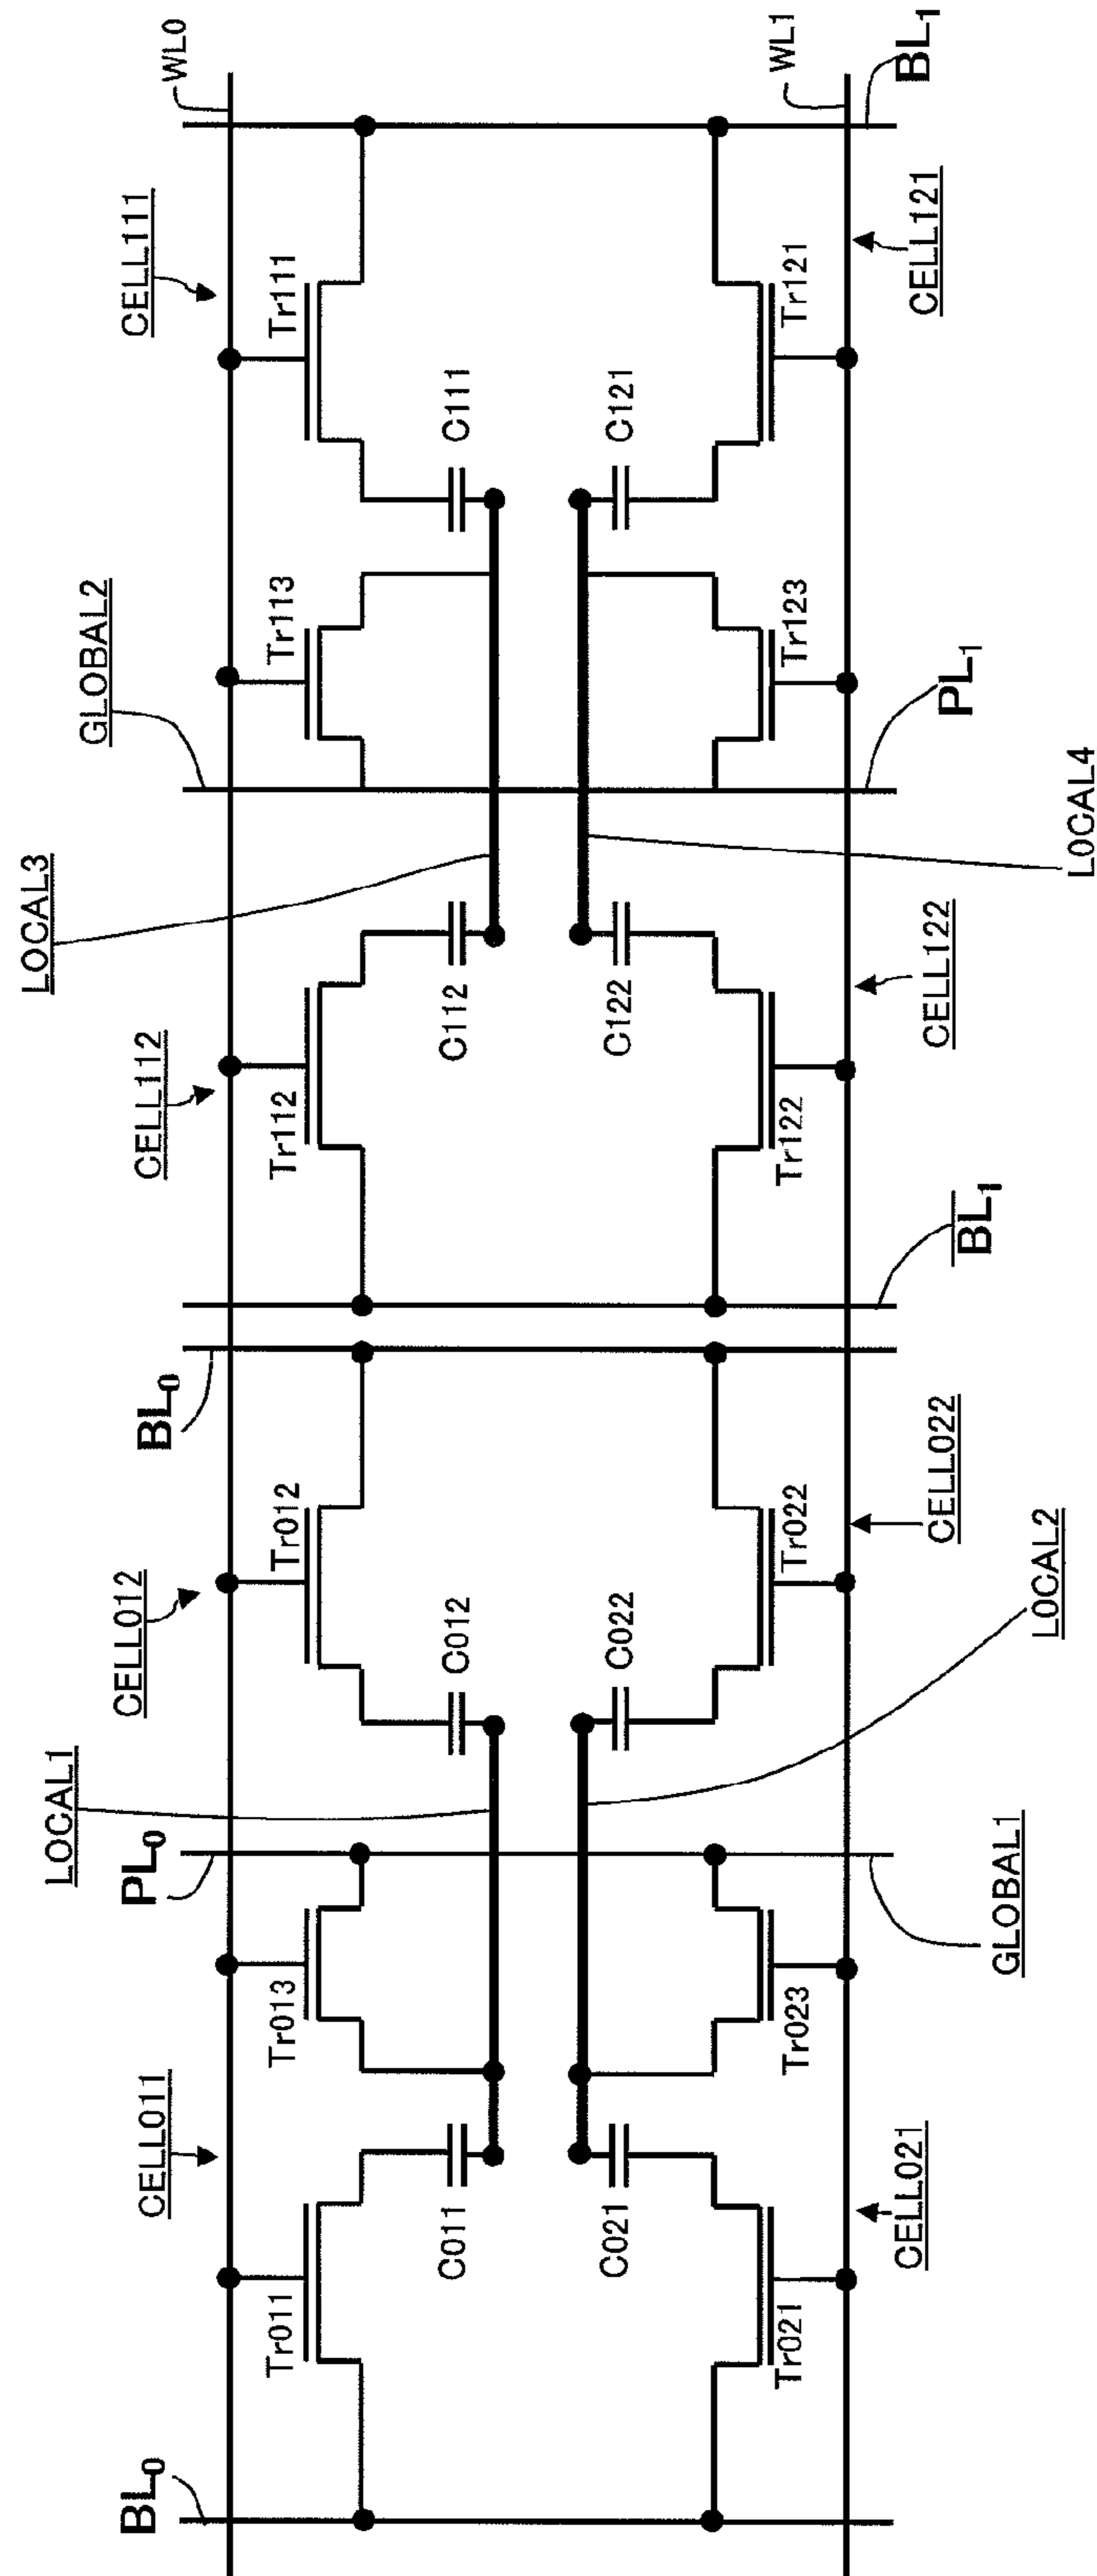 LOCAL3
LOCAL1
GLOBAL2
BL₀
PL₀
CELL011
CELL012
BL₀
CELL112
CELL111
WL0
Tr011
Tr013
Tr012
Tr112
Tr113
Tr111
C011
C012
C112
C111
C021
C022
C122
C121
Tr021
Tr023
Tr022
Tr122
Tr123
Tr121
WL1
CELL021
CELL022
CELL122
B̅L̅₁
PL₁
CELL121
BL₁
GLOBAL1
LOCAL2
LOCAL4